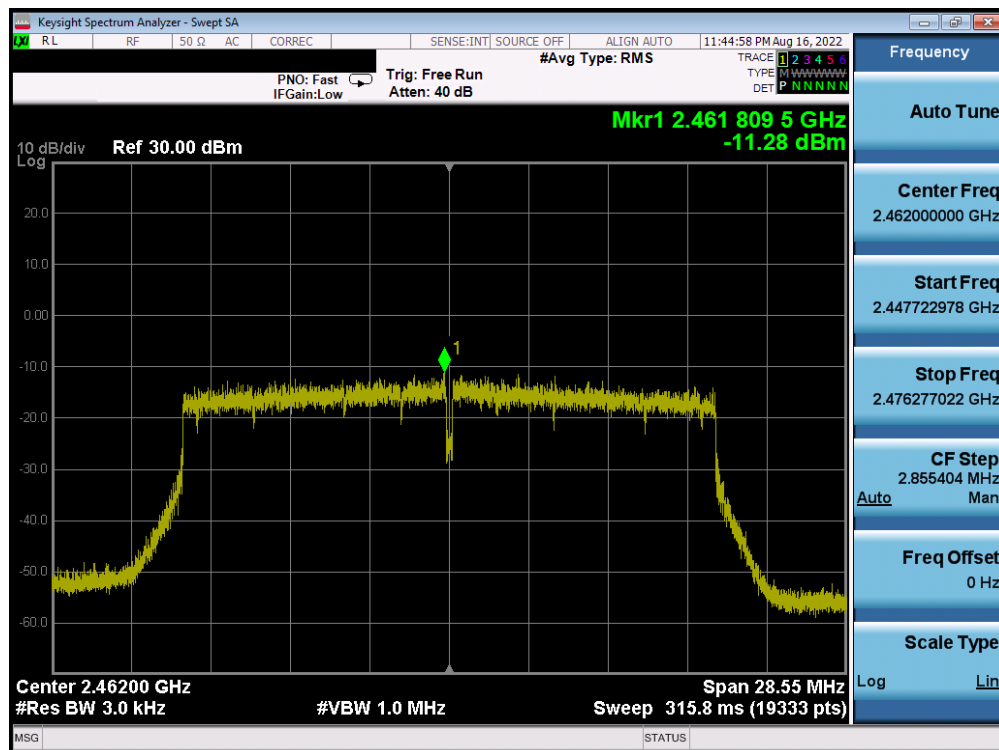 Keysight Spectrum Analyzer - Swept SA
LXI RL RF 50 Ω AC CORREC SENSE:INT SOURCE OFF ALIGN AUTO 11:44:58 PM Aug 16, 2022
Frequency
PNO: Fast
IFGain:Low
Trig: Free Run
Atten: 40 dB
#Avg Type: RMS
TRACE 1 2 3 4 5 6
TYPE M WWWWW
DET P N N N N N
Auto Tune
Mkr1 2.461 809 5 GHz
-11.28 dBm
10 dB/div Ref 30.00 dBm
Log
20.0
10.0
0.00
-10.0
-20.0
-30.0
-40.0
-50.0
-60.0
1
Center Freq
2.462000000 GHz
Start Freq
2.447722978 GHz
Stop Freq
2.476277022 GHz
CF Step
2.855404 MHz
Auto Man
Freq Offset
0 Hz
Scale Type
Log Lin
Center 2.46200 GHz Span 28.55 MHz
#Res BW 3.0 kHz #VBW 1.0 MHz Sweep 315.8 ms (19333 pts)
MSG STATUS